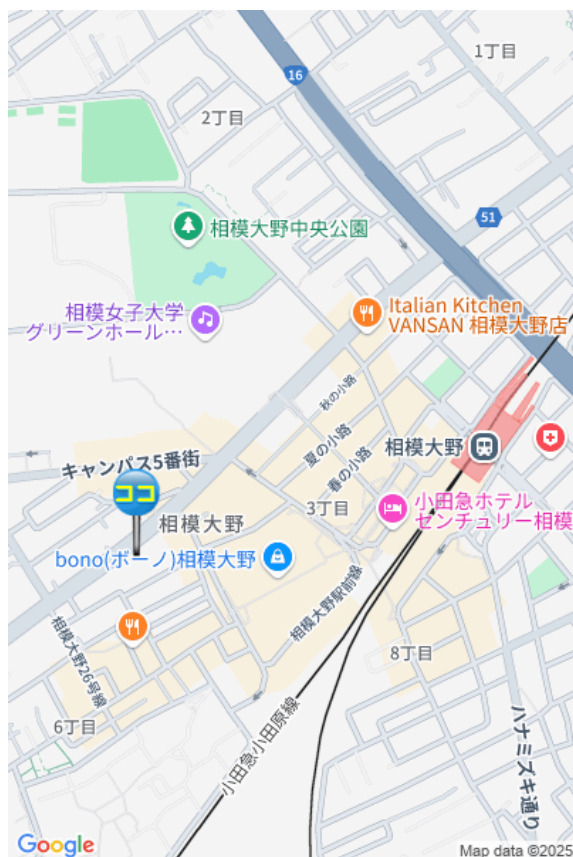 1丁目
16
2丁目
51
相模大野中央公園
相模女子大学
グリーンホール…
Italian Kitchen
VANSAN 相模大野店
秋の小路
夏の小路
春の小路
相模大野
キャンパス5番街
ココ
3丁目
小田急ホテル
センチュリー相模
相模大野
bono(ボーノ)相模大野
相模大野駅前線
相模大野26号線
8丁目
6丁目
小田急小田原線
ハナミズキ通り
Google
Map data ©2025